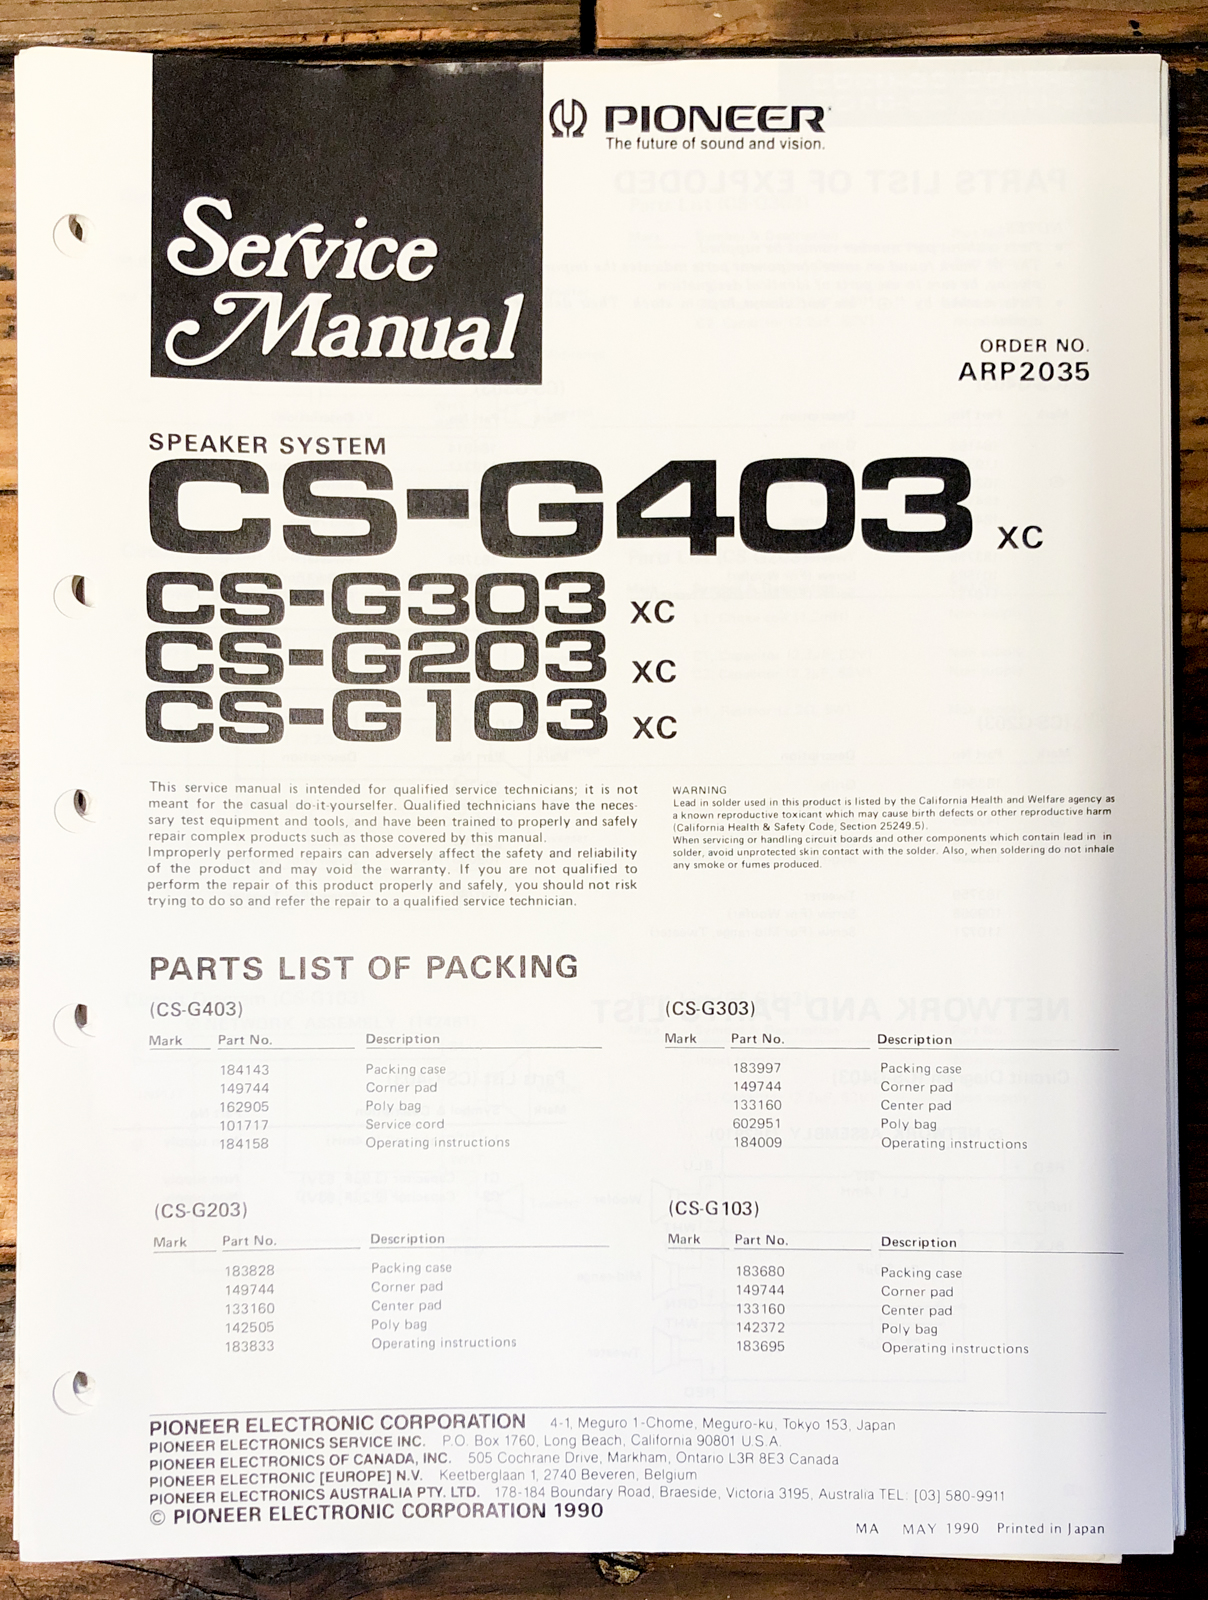 Service
Manual
PIONEER
The future of sound and vision.
ORDER NO.
ARP2035
SPEAKER SYSTEM
CS-G403 XC
CS-G303 XC
CS-G203 XC
CS-G103 XC
This service manual is intended for qualified service technicians; it is not
meant for the casual do-it-yourselfer. Qualified technicians have the neces-
sary test equipment and tools, and have been trained to properly and safely
repair complex products such as those covered by this manual.
Improperly performed repairs can adversely affect the safety and reliability
of the product and may void the warranty. If you are not qualified to
perform the repair of this product properly and safely, you should not risk
trying to do so and refer the repair to a qualified service technician.
WARNING
Lead in solder used in this product is listed by the California Health and Welfare agency as
a known reproductive toxicant which may cause birth defects or other reproductive harm
(California Health & Safety Code, Section 25249.5).
When servicing or handling circuit boards and other components which contain lead in in
solder, avoid unprotected skin contact with the solder. Also, when soldering do not inhale
any smoke or fumes produced.
PARTS LIST OF PACKING
(CS-G403)
Mark Part No. Description
184143 Packing case
149744 Corner pad
162905 Poly bag
101717 Service cord
184158 Operating instructions
(CS-G303)
Mark Part No. Description
183997 Packing case
149744 Corner pad
133160 Center pad
602951 Poly bag
184009 Operating instructions
(CS-G203)
Mark Part No. Description
183828 Packing case
149744 Corner pad
133160 Center pad
142505 Poly bag
183833 Operating instructions
(CS-G103)
Mark Part No. Description
183680 Packing case
149744 Corner pad
133160 Center pad
142372 Poly bag
183695 Operating instructions
PIONEER ELECTRONIC CORPORATION 4-1, Meguro 1-Chome, Meguro-ku, Tokyo 153, Japan
PIONEER ELECTRONICS SERVICE INC. P.O. Box 1760, Long Beach, California 90801 U.S.A.
PIONEER ELECTRONICS OF CANADA, INC. 505 Cochrane Drive, Markham, Ontario L3R 8E3 Canada
PIONEER ELECTRONIC [EUROPE] N.V. Keetberglaan 1, 2740 Beveren, Belgium
PIONEER ELECTRONICS AUSTRALIA PTY. LTD. 178-184 Boundary Road, Braeside, Victoria 3195, Australia TEL: [03] 580-9911
© PIONEER ELECTRONIC CORPORATION 1990
MA MAY 1990 Printed in Japan